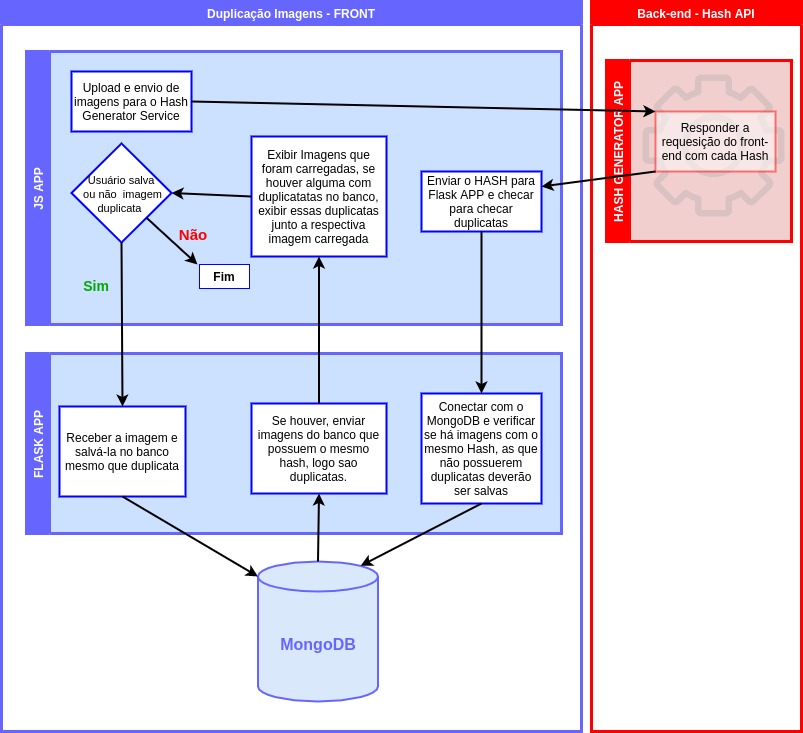 Duplicação Imagens - FRONT
Back-end - Hash API
JS APP
Upload e envio de
imagens para o Hash
Generator Service
Usuário salva
ou não  imagem
duplicata
Não
Sim
Fim
Exibir Imagens que
foram carregadas, se
houver alguma com
duplicatatas no banco,
exibir essas duplicatas
junto a respectiva
imagem carregada
Enviar o HASH para
Flask APP e checar
para checar
duplicatas
HASH GENERATOR APP
Responder a
requesição do front-
end com cada Hash
FLASK APP
Receber a imagem e
salvá-la no banco
mesmo que duplicata
Se houver, enviar
imagens do banco que
possuem o mesmo
hash, logo sao
duplicatas.
Conectar com o
MongoDB e verificar
se há imagens com o
mesmo Hash, as que
não possuerem
duplicatas deverão
ser salvas
MongoDB